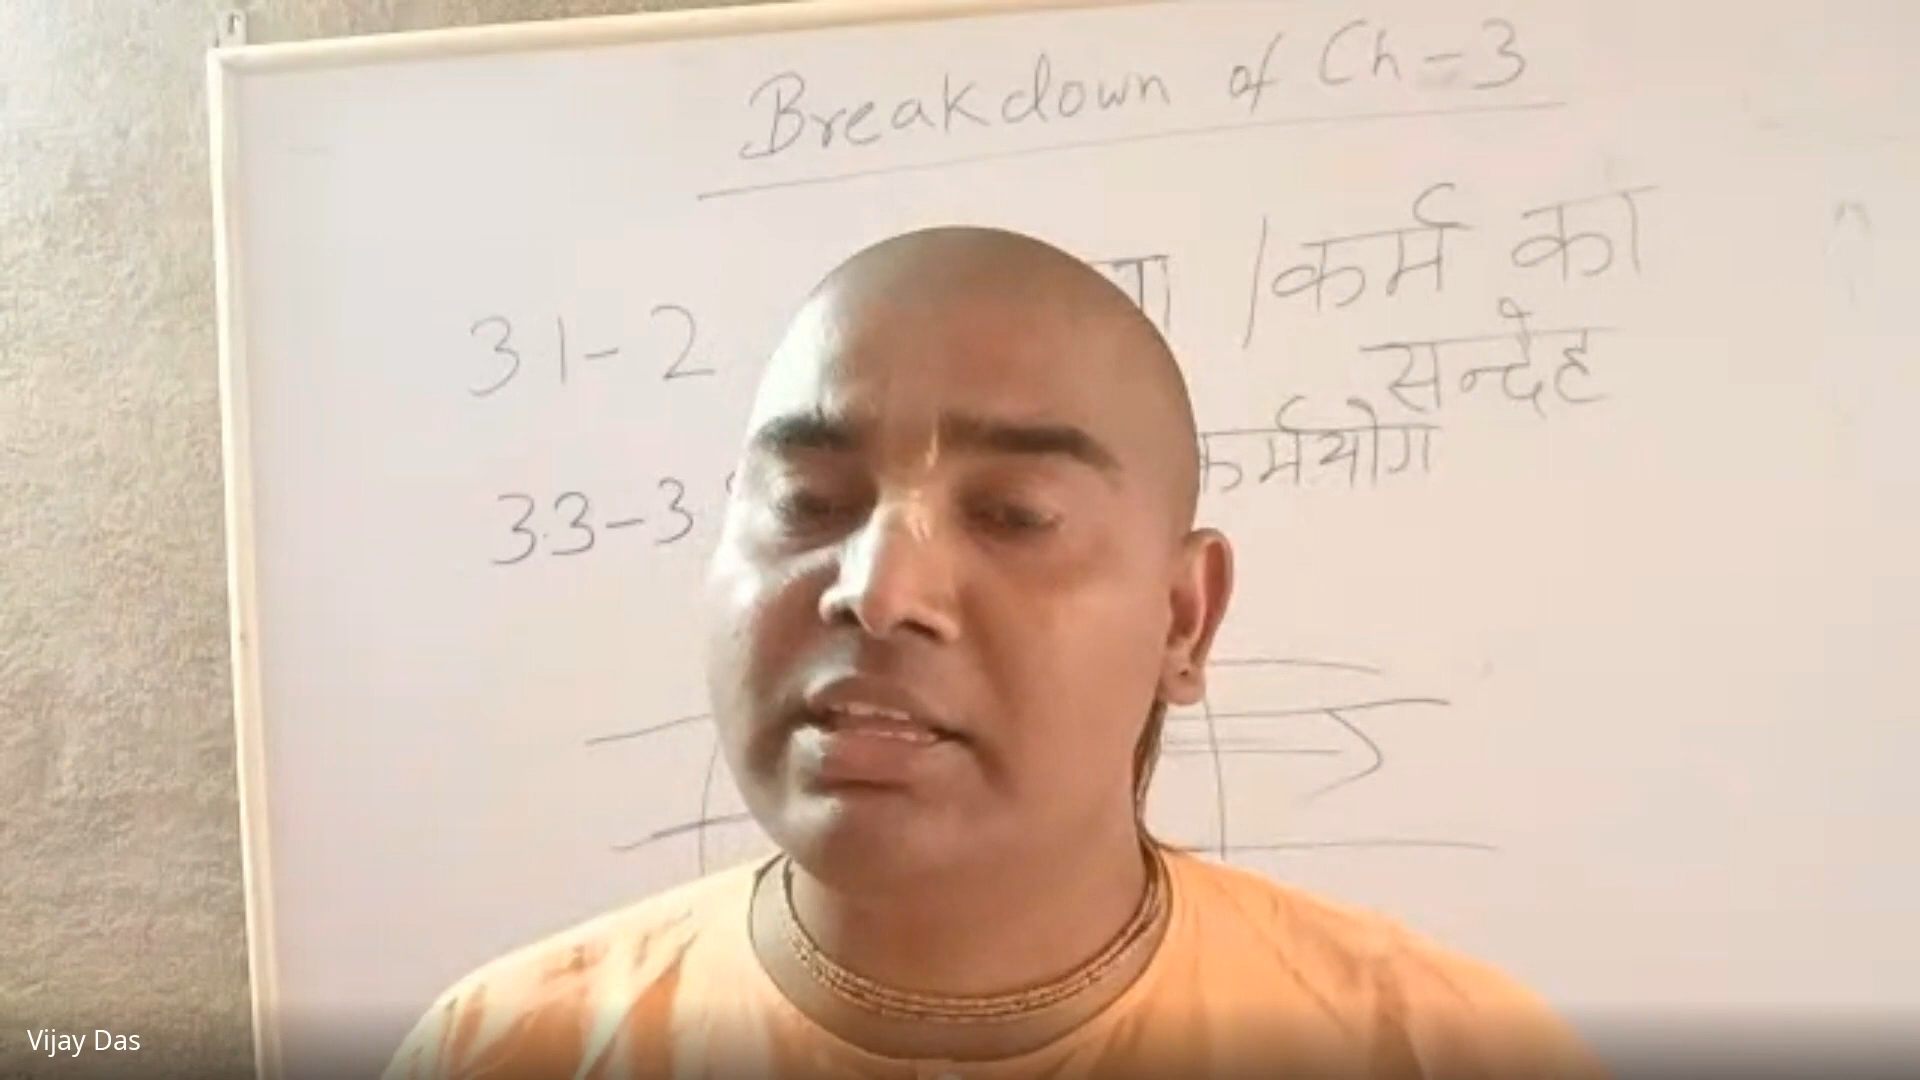 Breakdown of Ch-3
3.1-2 /कर्म का
सन्देह
3.3-3 कर्मयोग
Vijay Das